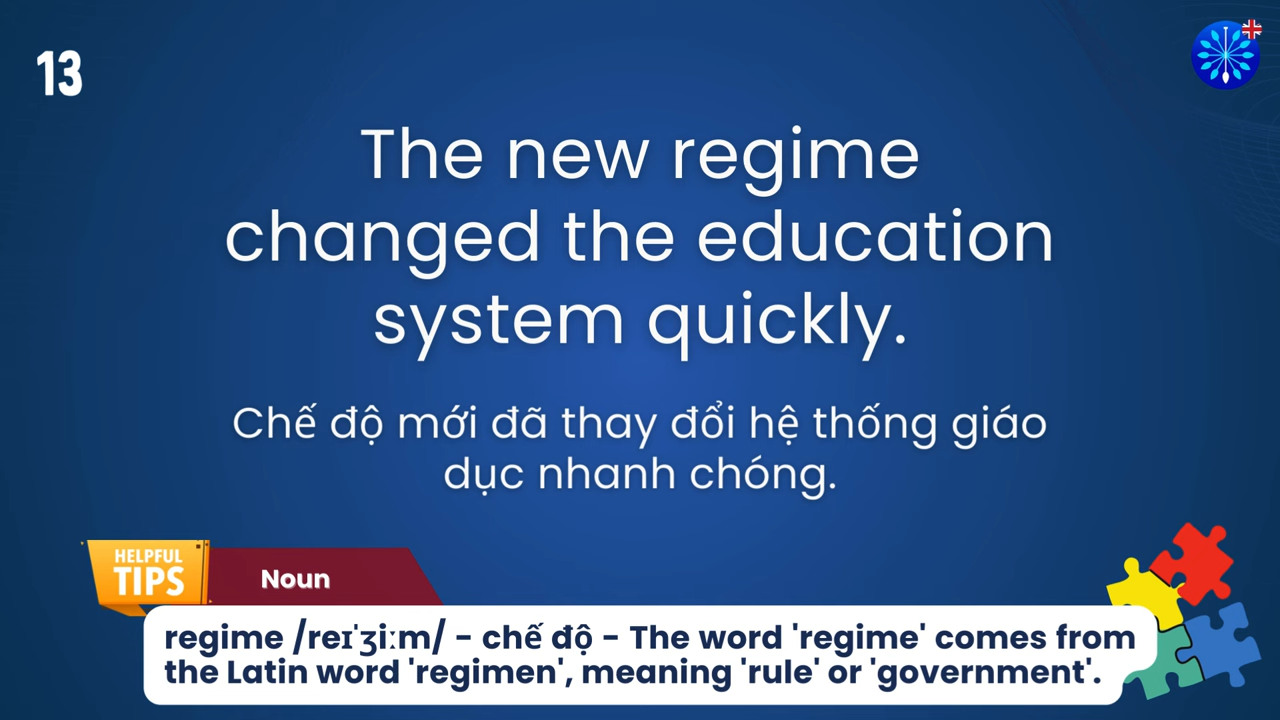 13
The new regime
changed the education
system quickly.
Chế độ mới đã thay đổi hệ thống giáo
dục nhanh chóng.
HELPFUL
TIPS
Noun
regime /reɪˈʒiːm/ - chế độ - The word 'regime' comes from
the Latin word 'regimen', meaning 'rule' or 'government'.